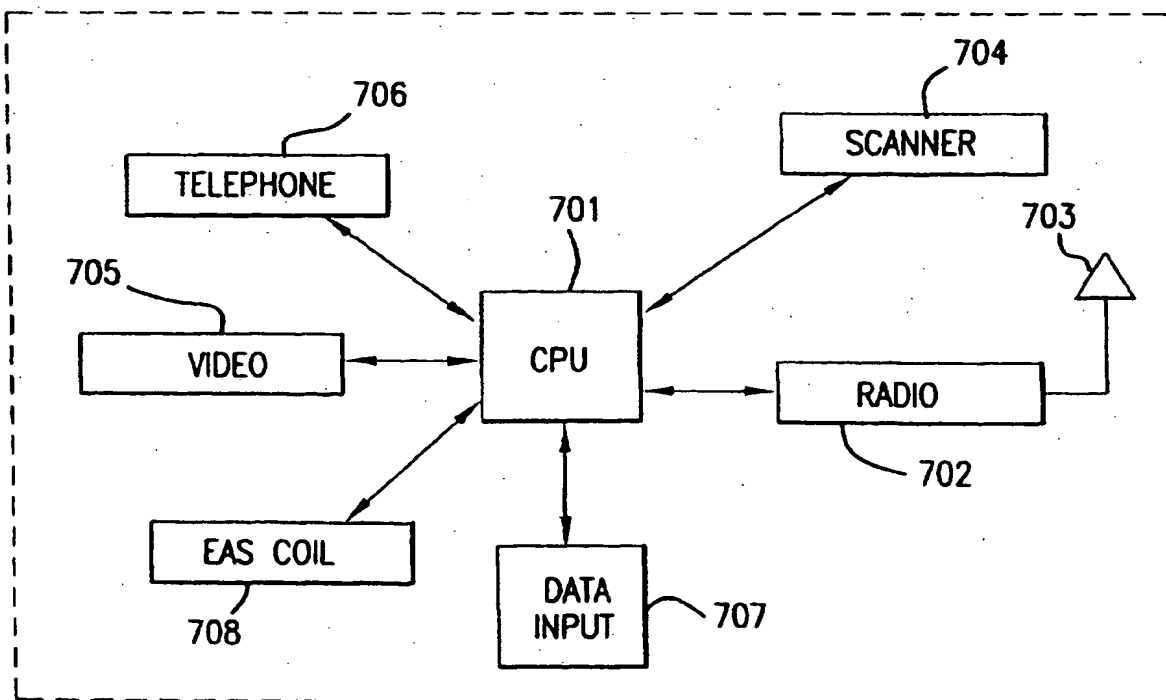 704
706
SCANNER
TELEPHONE
701
703
705
CPU
VIDEO
RADIO
702
EAS COIL
DATA
INPUT
707
708